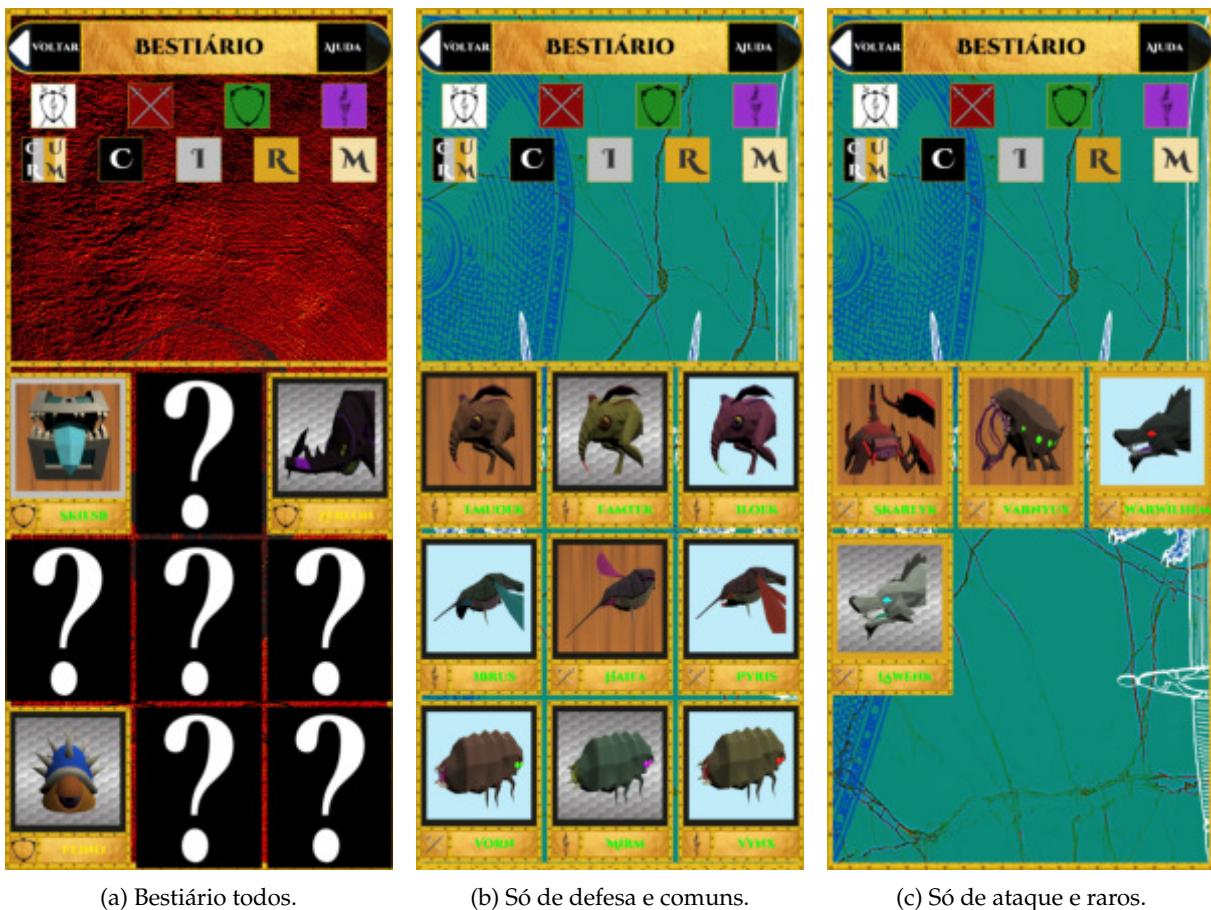 VOLTAR BESTIÁRIO AJUDA
C U R M C I R M
SKIESB
? ? ? ? ? ?
VOLTAR BESTIÁRIO AJUDA
C U R M C I R M
IBRUS HAITA PYRIS
VORN MIRM VYNX
VOLTAR BESTIÁRIO AJUDA
C U R M C I R M
SKARLYK VARNYUX
LAWENK
(a) Bestiário todos.
(b) Só de defesa e comuns.
(c) Só de ataque e raros.